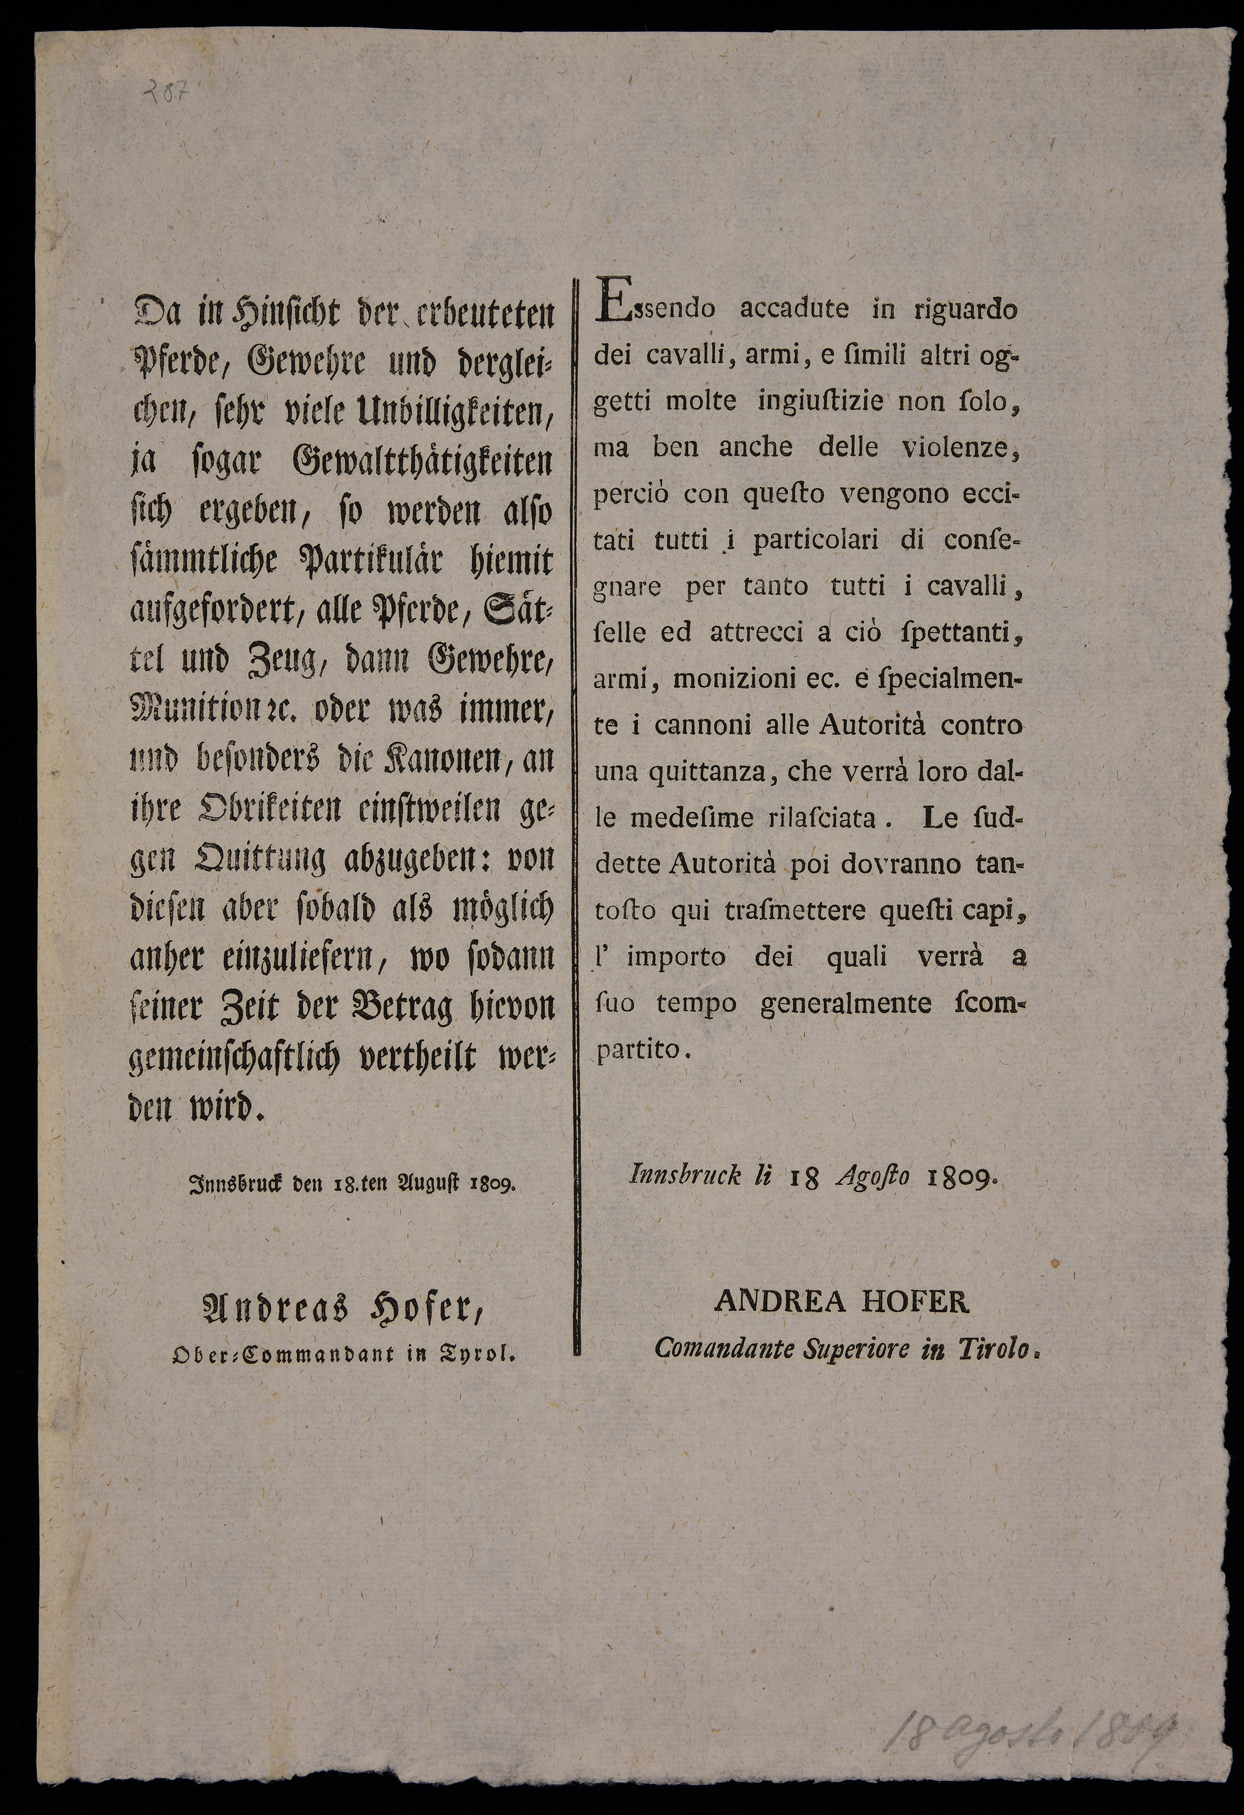 287
Da in Hinſicht der erbeuteten
Pferde, Gewehre und derglei⸗
chen, ſehr viele Unbilligkeiten,
ja ſogar Gewaltthätigkeiten
ſich ergeben, ſo werden alſo
ſämmtliche Partikulär hiemit
aufgefordert, alle Pferde, Sät⸗
tel und Zeug, dann Gewehre,
Munition ꝛc. oder was immer,
und beſonders die Kanonen, an
ihre Obrikeiten einſtweilen ge⸗
gen Quittung abzugeben: von
dieſen aber ſobald als möglich
anher einzuliefern, wo ſodann
ſeiner Zeit der Betrag hievon
gemeinſchaftlich vertheilt wer⸗
den wird.
Innsbruck den 18.ten Auguſt 1809.
Andreas Hofer,
Ober⸗Commandant in Tyrol.
Essendo accadute in riguardo
dei cavalli, armi, e ſimili altri og-
getti molte ingiuſtizie non ſolo,
ma ben anche delle violenze,
perciò con queſto vengono ecci-
tati tutti i particolari di conſe-
gnare per tanto tutti i cavalli,
ſelle ed attrecci a ciò ſpettanti,
armi, monizioni ec. e ſpecialmen-
te i cannoni alle Autorità contro
una quittanza, che verrà loro dal-
le medeſime rilaſciata. Le ſud-
dette Autorità poi dovranno tan-
toſto qui traſmettere queſti capi,
l' importo dei quali verrà a
ſuo tempo generalmente ſcom-
partito.
Innsbruck li 18 Agoſto 1809.
ANDREA HOFER
Comandante Superiore in Tirolo.
18 agosto 1809